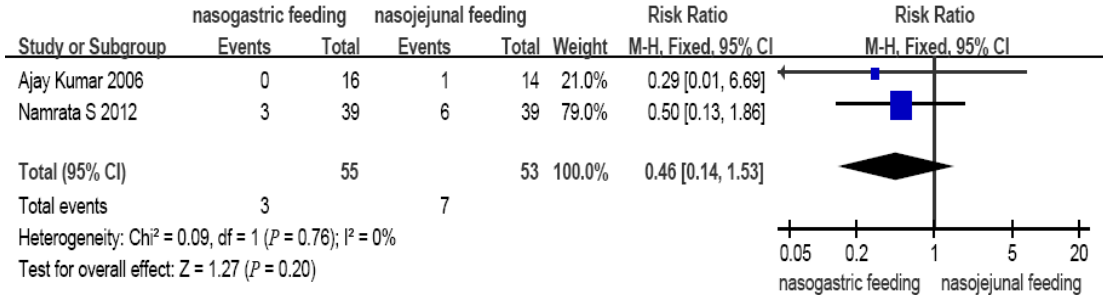 nasogastric feeding nasojejunal feeding Risk Ratio Risk Ratio
Study or Subgroup Events Total Events Total Weight M-H, Fixed, 95% CI M-H, Fixed, 95% CI
Ajay Kumar 2006 0 16 1 14 21.0% 0.29 [0.01, 6.69]
Namrata S 2012 3 39 6 39 79.0% 0.50 [0.13, 1.86]
Total (95% CI) 55 53 100.0% 0.46 [0.14, 1.53]
Total events 3 7
Heterogeneity: Chi² = 0.09, df = 1 (P = 0.76); I² = 0%
Test for overall effect: Z = 1.27 (P = 0.20)
0.05 0.2 1 5 20
nasogastric feeding nasojejunal feeding